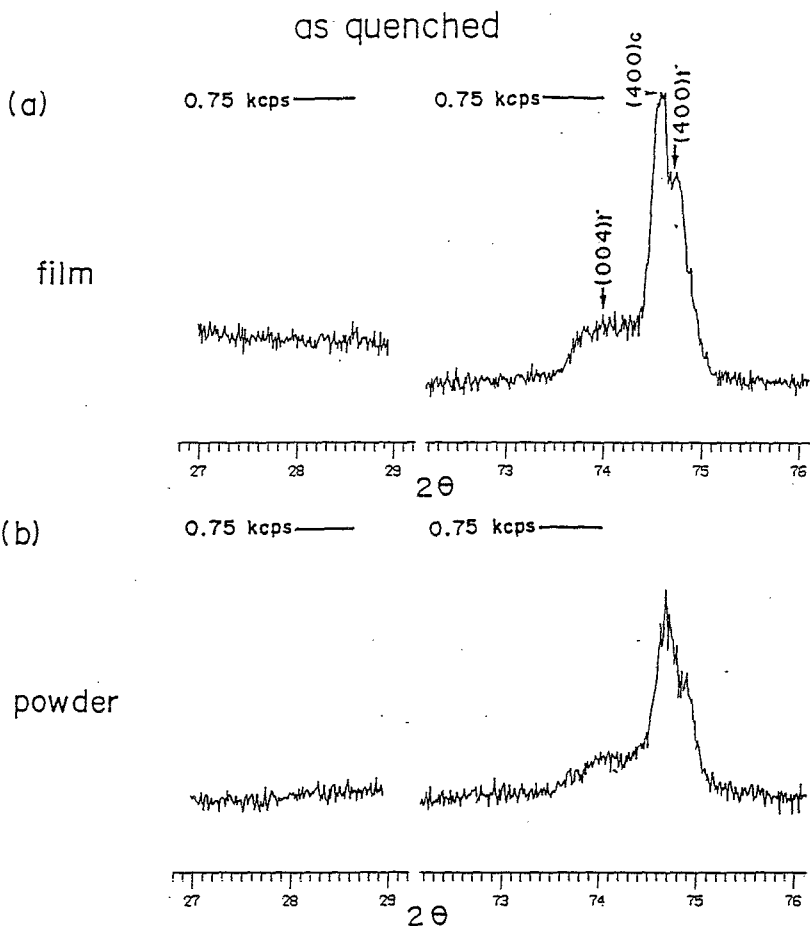 as quenched
(a)
0.75 kcps
0.75 kcps
(400)c
(400)t'
(004)t'
film
27 28 29
73 74 75 76
2θ
(b)
0.75 kcps
0.75 kcps
powder
27 28 29
73 74 75 76
2θ